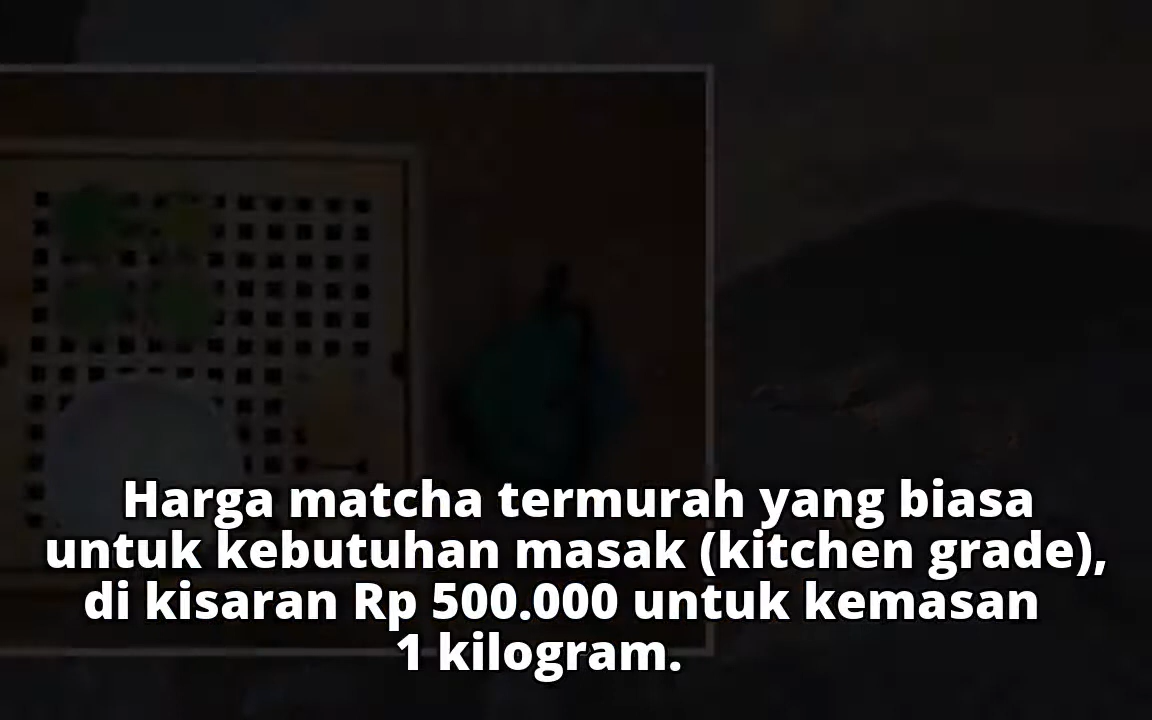 Harga matcha termurah yang biasa
untuk kebutuhan masak (kitchen grade),
di kisaran Rp 500.000 untuk kemasan
1 kilogram.